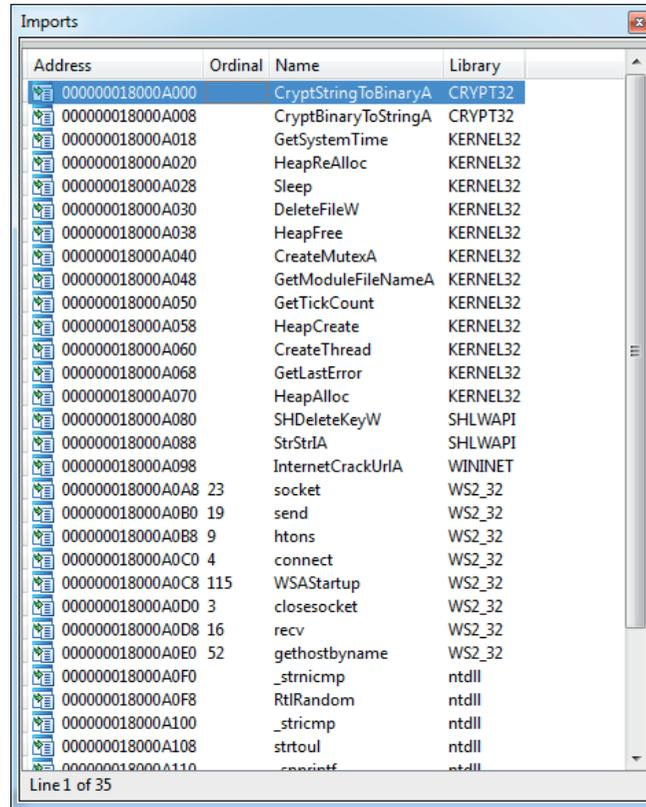 Imports
Address Ordinal Name Library
000000018000A000 CryptStringToBinaryA CRYPT32
000000018000A008 CryptBinaryToStringA CRYPT32
000000018000A018 GetSystemTime KERNEL32
000000018000A020 HeapReAlloc KERNEL32
000000018000A028 Sleep KERNEL32
000000018000A030 DeleteFileW KERNEL32
000000018000A038 HeapFree KERNEL32
000000018000A040 CreateMutexA KERNEL32
000000018000A048 GetModuleFileNameA KERNEL32
000000018000A050 GetTickCount KERNEL32
000000018000A058 HeapCreate KERNEL32
000000018000A060 CreateThread KERNEL32
000000018000A068 GetLastError KERNEL32
000000018000A070 HeapAlloc KERNEL32
000000018000A080 SHDeleteKeyW SHLWAPI
000000018000A088 StrStrIA SHLWAPI
000000018000A098 InternetCrackUrlA WININET
000000018000A0A8 23 socket WS2_32
000000018000A0B0 19 send WS2_32
000000018000A0B8 9 htons WS2_32
000000018000A0C0 4 connect WS2_32
000000018000A0C8 115 WSAStartup WS2_32
000000018000A0D0 3 closesocket WS2_32
000000018000A0D8 16 recv WS2_32
000000018000A0E0 52 gethostbyname WS2_32
000000018000A0F0 _strnicmp ntdll
000000018000A0F8 RtlRandom ntdll
000000018000A100 _stricmp ntdll
000000018000A108 strtoul ntdll
000000018000A110 ntdll
Line 1 of 35